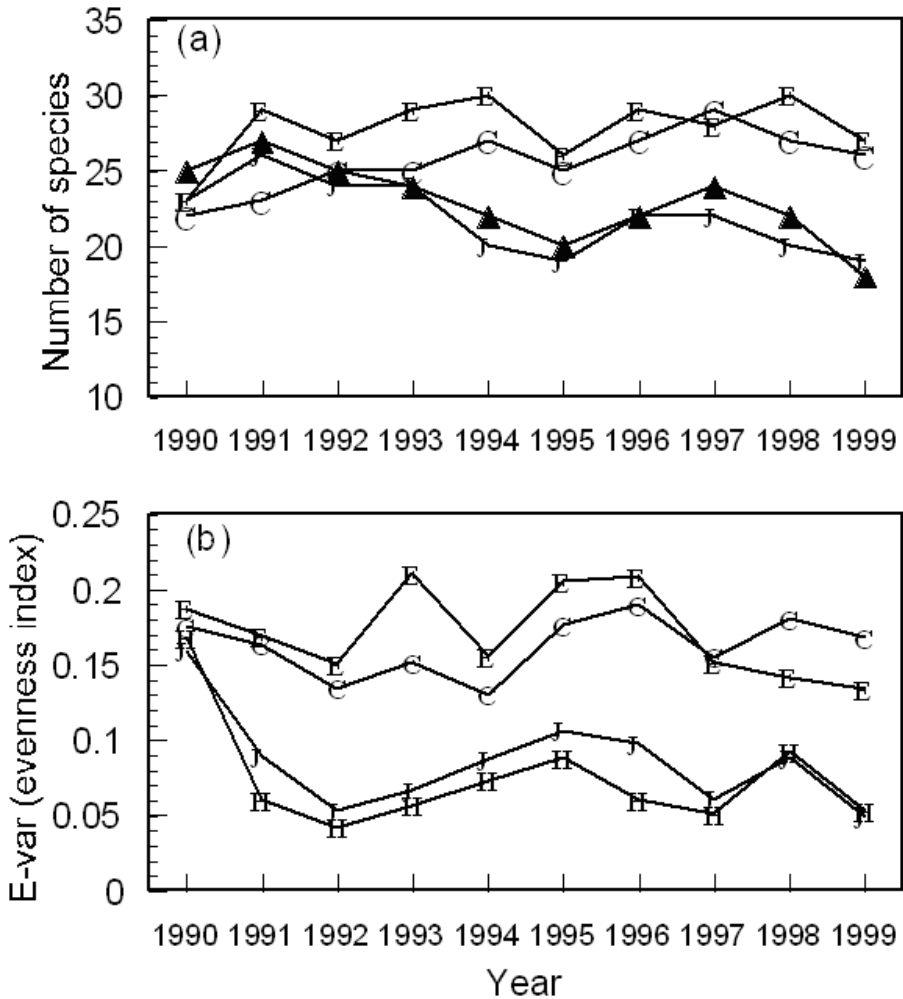 (a)
Number of species
35
30
25
20
15
10
E E E E E E E E E E
C C C C C C C C C C
J J J J J J J
1990 1991 1992 1993 1994 1995 1996 1997 1998 1999
(b)
E-var (evenness index)
0.25
0.2
0.15
0.1
0.05
0
E E E E E E E E E E
C C C C C C C C C C
J J J J J J J J J J
H H H H H H H H H H
1990 1991 1992 1993 1994 1995 1996 1997 1998 1999
Year